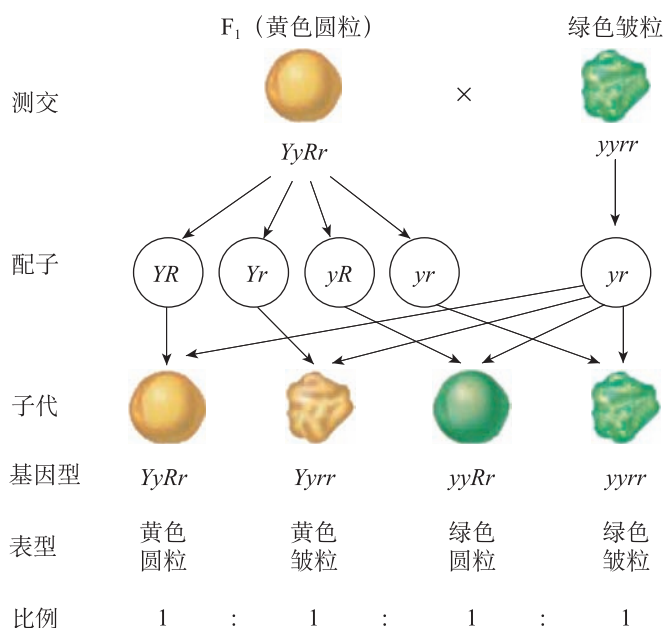 F₁（黄色圆粒） 绿色皱粒
测交 ×
YyRr yyrr
配子 YR Yr yR yr yr
子代
基因型 YyRr Yyrr yyRr yyrr
表型 黄色圆粒 黄色皱粒 绿色圆粒 绿色皱粒
比例 1 : 1 : 1 : 1